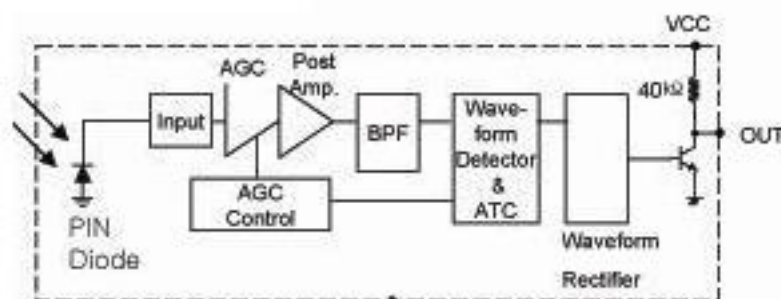 VCC
AGC
Post
Amp.
40kΩ
Input
BPF
Wave-
form
Detector
&
ATC
OUT
AGC
Control
PIN
Diode
Waveform
Rectifier